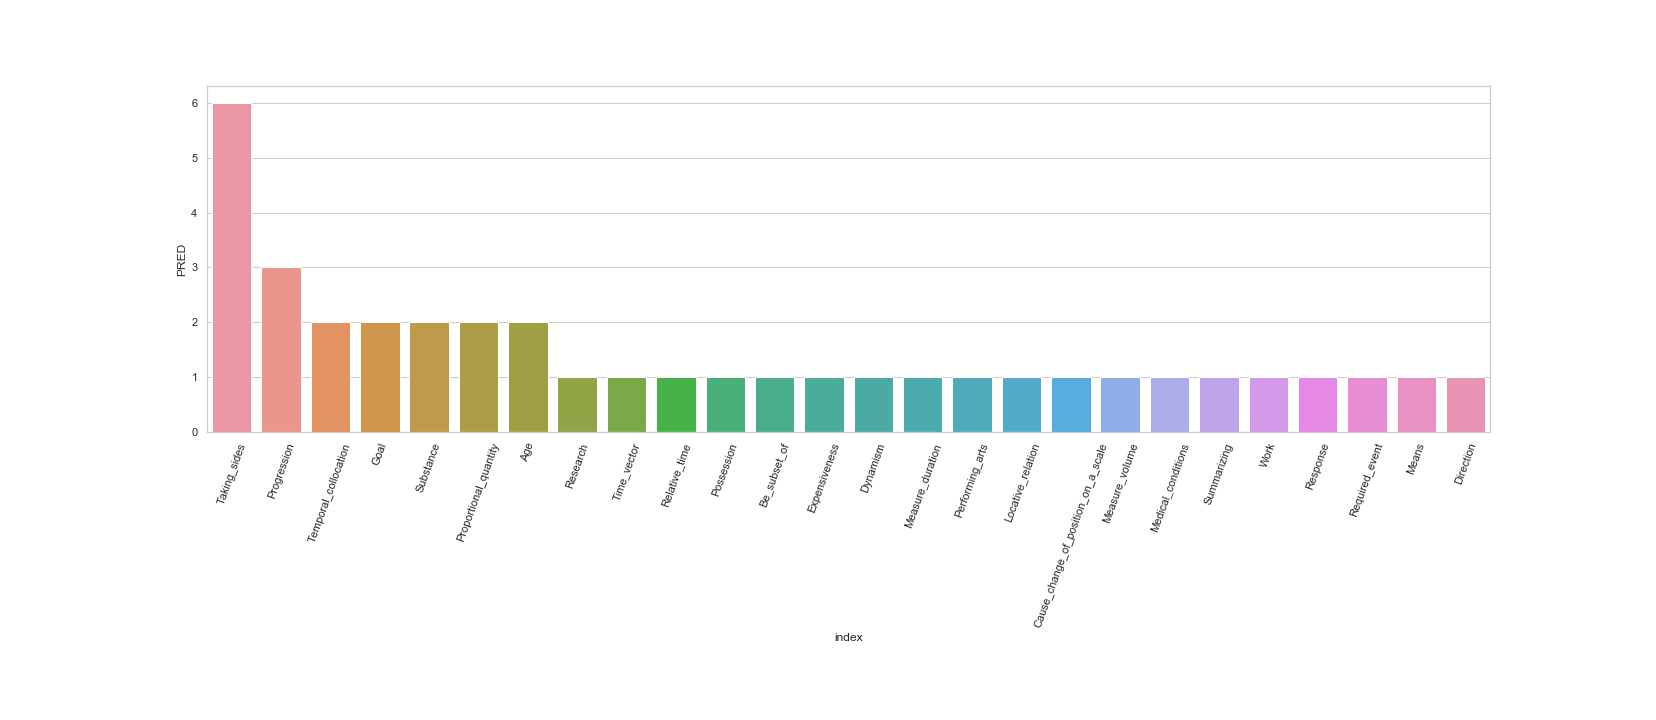 6
5
4
3
2
1
0
PRED
Taking_sides
Progression
Temporal_collocation
Goal
Substance
Proportional_quantity
Age
Research
Time_vector
Relative_time
Possession
Be_subset_of
Expensiveness
Dynamism
Measure_duration
Performing_arts
Locative_relation
Cause_change_of_position_on_a_scale
Measure_volume
Medical_conditions
Summarizing
Work
Response
Required_event
Means
Direction
index